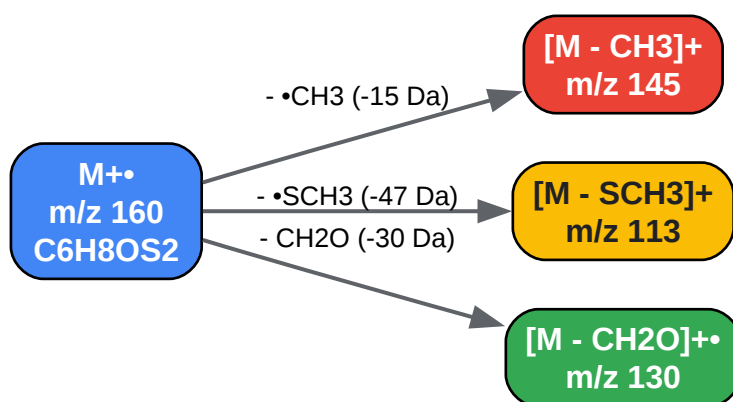 [M - CH3]+
m/z 145
- •CH3 (-15 Da)
M+•
m/z 160
C6H8OS2
- •SCH3 (-47 Da)
[M - SCH3]+
m/z 113
- CH2O (-30 Da)
[M - CH2O]+•
m/z 130